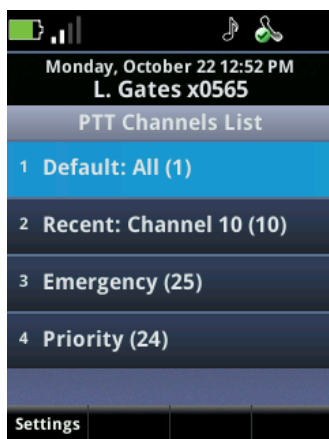 Monday, October 22 12:52 PM
L. Gates x0565
PTT Channels List
1 Default: All (1)
2 Recent: Channel 10 (10)
3 Emergency (25)
4 Priority (24)
Settings